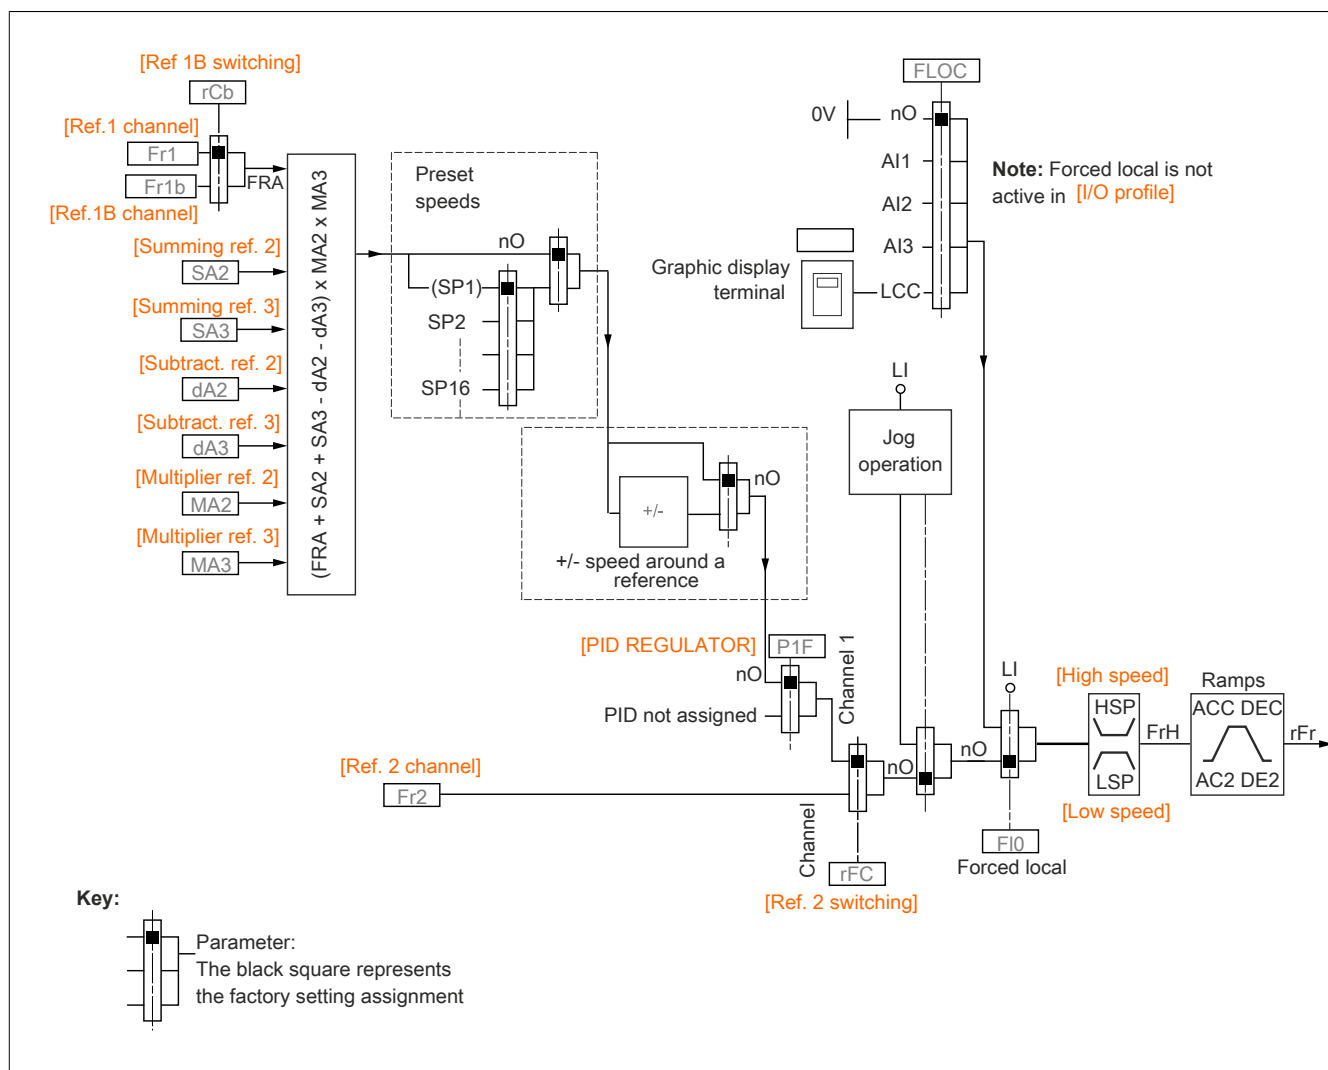 [Ref 1B switching]
rCb
[Ref.1 channel]
Fr1
Fr1b
FRA
[Ref.1B channel]
[Summing ref. 2]
SA2
[Summing ref. 3]
SA3
[Subtract. ref. 2]
dA2
[Subtract. ref. 3]
dA3
[Multiplier ref. 2]
MA2
[Multiplier ref. 3]
MA3
(FRA + SA2 + SA3 - dA2 - dA3) x MA2 x MA3
Preset
speeds
nO
(SP1)
SP2
SP16
+/-
nO
+/- speed around a
reference
FLOC
0V
nO
AI1
AI2
AI3
LCC
Graphic display
terminal
Note: Forced local is not
active in [I/O profile]
LI
Jog
operation
[PID REGULATOR]
P1F
nO
PID not assigned
Channel 1
[Ref. 2 channel]
Fr2
Channel
rFC
[Ref. 2 switching]
nO
nO
LI
FI0
Forced local
[High speed]
HSP
LSP
[Low speed]
FrH
Ramps
ACC DEC
AC2 DE2
rFr
Key:
Parameter:
The black square represents
the factory setting assignment